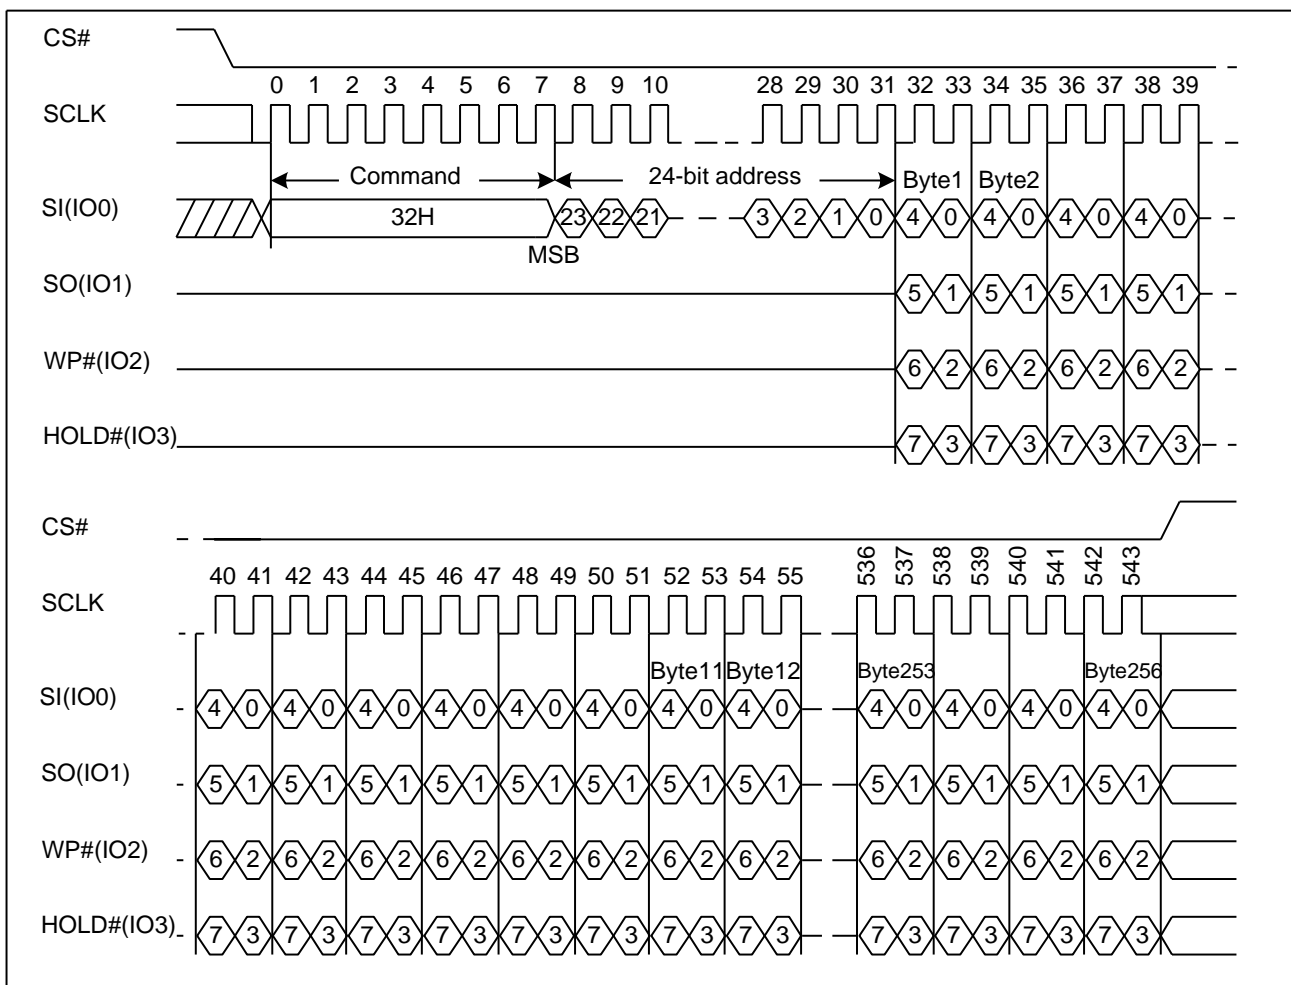 CS#
0 1 2 3 4 5 6 7 8 9 10 28 29 30 31 32 33 34 35 36 37 38 39
SCLK
Command 24-bit address Byte1 Byte2
SI(IO0) 32H 23 22 21 3 2 1 0 4 0 4 0 4 0 4 0
MSB
SO(IO1) 5 1 5 1 5 1 5 1
WP#(IO2) 6 2 6 2 6 2 6 2
HOLD#(IO3) 7 3 7 3 7 3 7 3
CS#
40 41 42 43 44 45 46 47 48 49 50 51 52 53 54 55 536 537 538 539 540 541 542 543
SCLK
Byte11 Byte12 Byte253 Byte256
SI(IO0) 4 0 4 0 4 0 4 0 4 0 4 0 4 0 4 0 4 0 4 0 4 0 4 0
SO(IO1) 5 1 5 1 5 1 5 1 5 1 5 1 5 1 5 1 5 1 5 1 5 1 5 1
WP#(IO2) 6 2 6 2 6 2 6 2 6 2 6 2 6 2 6 2 6 2 6 2 6 2 6 2
HOLD#(IO3) 7 3 7 3 7 3 7 3 7 3 7 3 7 3 7 3 7 3 7 3 7 3 7 3